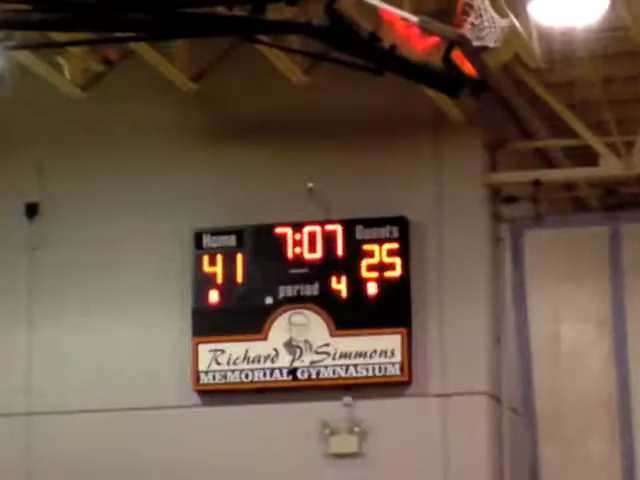 Home 7:07 Guests
41 period 4 25
Richard P. Simmons
MEMORIAL GYMNASIUM